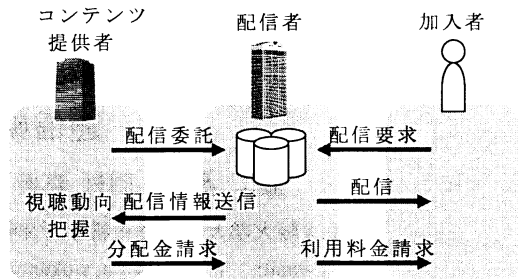 コンテンツ
提供者
配信者
加入者
配信委託
配信要求
配信
視聴動向
把握
配信情報送信
分配金請求
利用料金請求